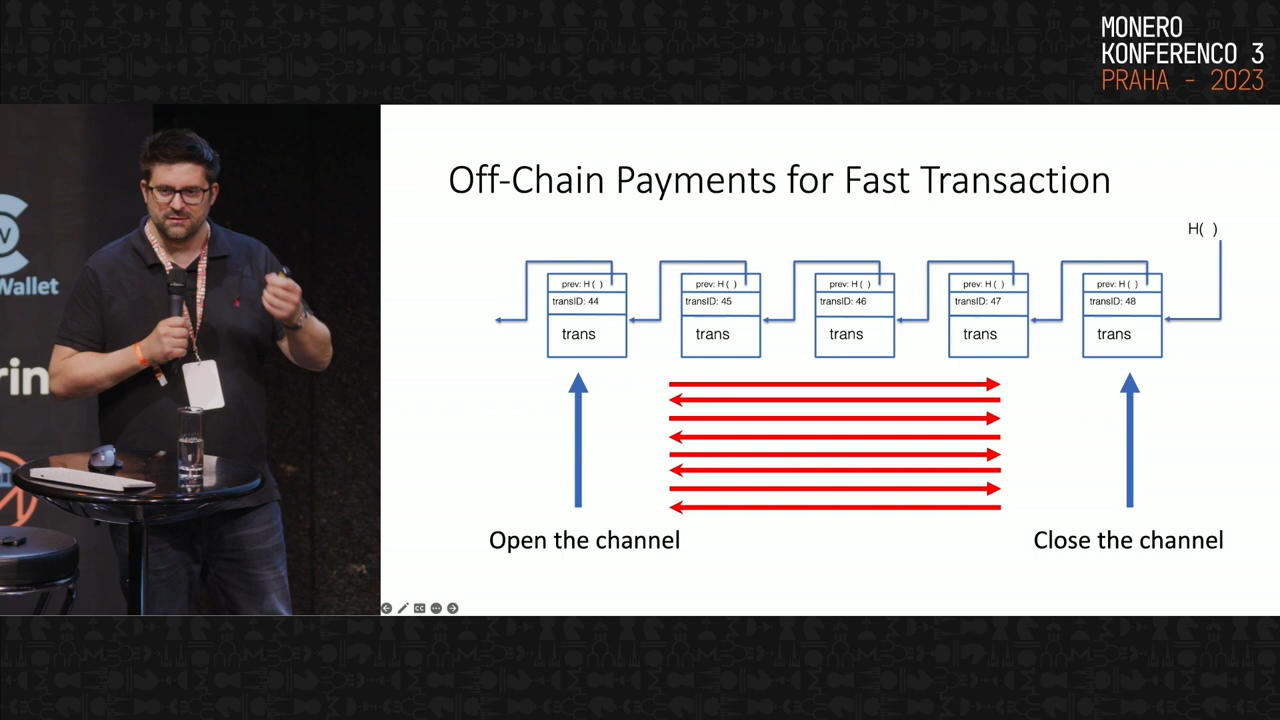 MONERO
KONFERENCO 3
PRAHA - 2023
Wallet
rin
Off-Chain Payments for Fast Transaction
H( )
prev: H ( )
transID: 44
trans
prev: H ( )
transID: 45
trans
prev: H ( )
transID: 46
trans
prev: H ( )
transID: 47
trans
prev: H ( )
transID: 48
trans
Open the channel
Close the channel